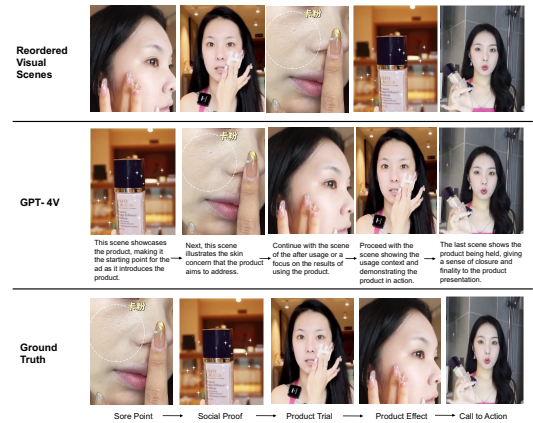 Reordered
Visual
Scenes
卡粉
GPT- 4V
卡粉
This scene showcases
the product, making it
the starting point for the
ad as it introduces the
product.
Next, this scene
illustrates the skin
concern that the product
aims to address.
Continue with the scene
of the after usage or a
focus on the results of
using the product.
Proceed with the
scene showing the
usage context and
demonstrating the
product in action.
The last scene shows the
product being held, giving
a sense of closure and
finality to the product
presentation.
Ground
Truth
卡粉
Sore Point
Social Proof
Product Trial
Product Effect
Call to Action